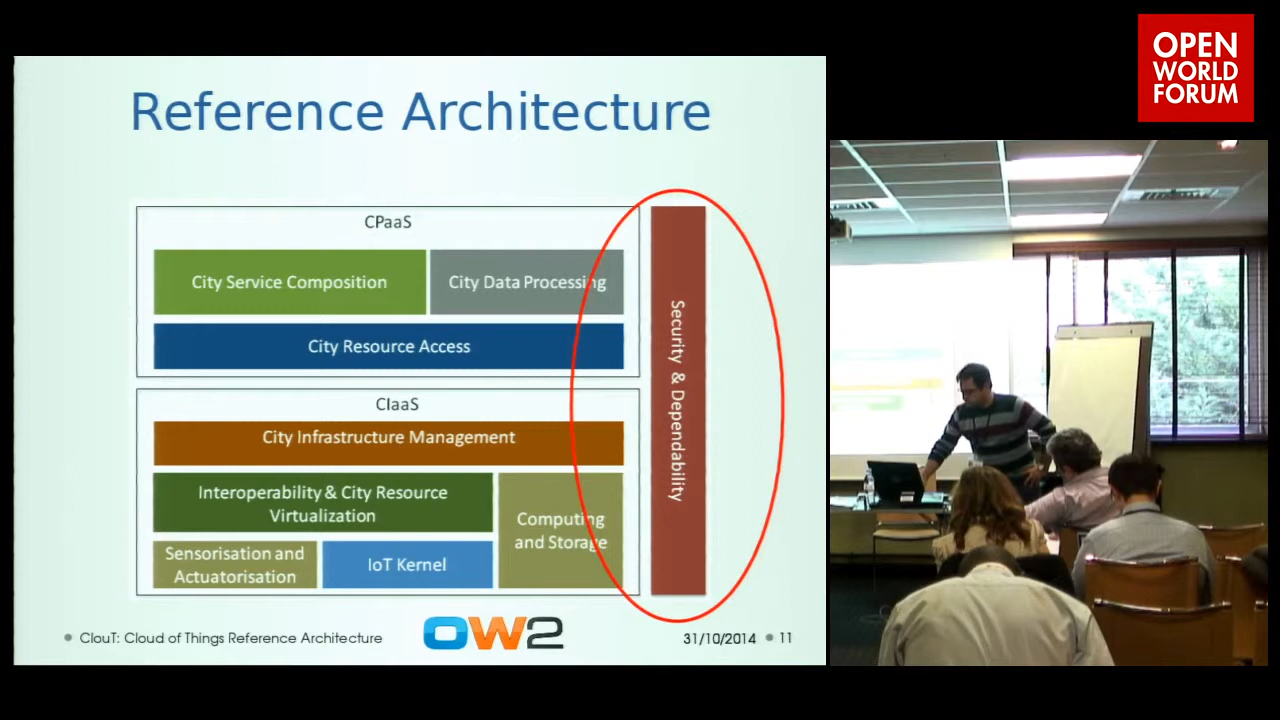 OPEN
WORLD
FORUM
Reference Architecture
CPaaS
City Service Composition
City Data Processing
City Resource Access
CIaaS
City Infrastructure Management
Interoperability & City Resource
Virtualization
Computing
and Storage
Sensorisation and
Actuatorisation
IoT Kernel
Security & Dependability
ClouT: Cloud of Things Reference Architecture
OW2
31/10/2014
11